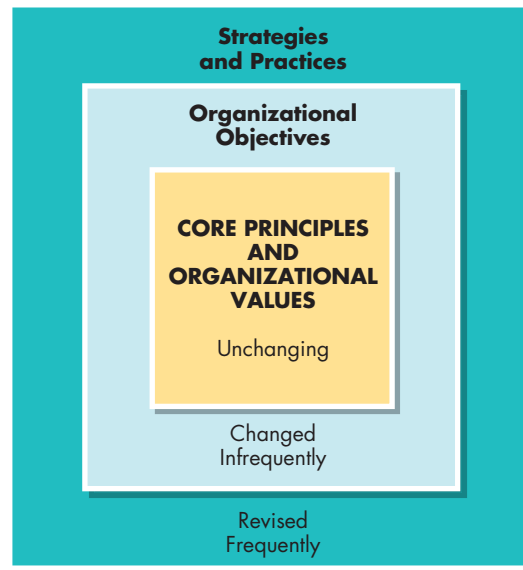 Strategies
and Practices
Organizational
Objectives
CORE PRINCIPLES
AND
ORGANIZATIONAL
VALUES
Unchanging
Changed
Infrequently
Revised
Frequently